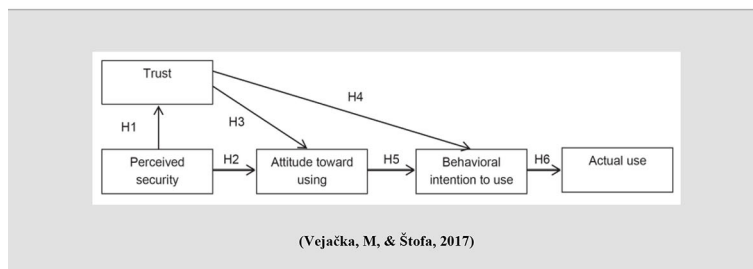 Trust
H4
H1
H3
Perceived
security
H2
Attitude toward
using
H5
Behavioral
intention to use
H6
Actual use
(Vejačka, M, & Štofa, 2017)